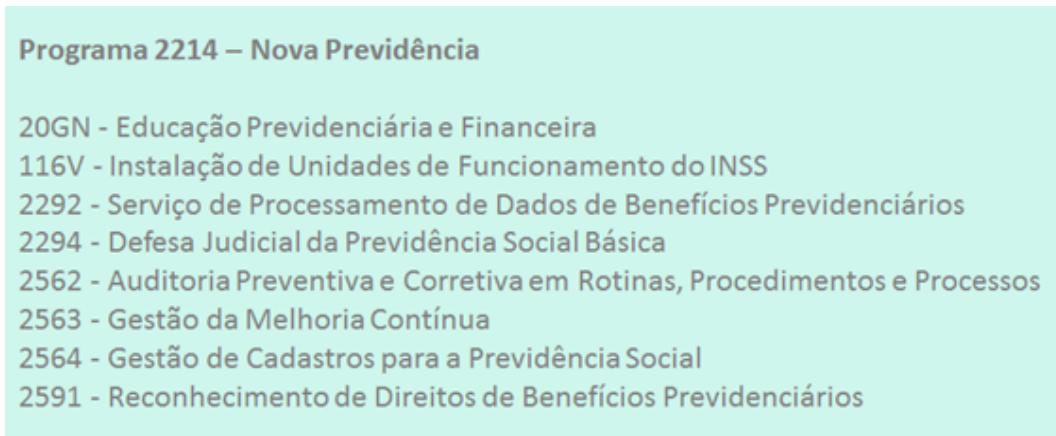 Programa 2214 – Nova Previdência
20GN - Educação Previdenciária e Financeira
116V - Instalação de Unidades de Funcionamento do INSS
2292 - Serviço de Processamento de Dados de Benefícios Previdenciários
2294 - Defesa Judicial da Previdência Social Básica
2562 - Auditoria Preventiva e Corretiva em Rotinas, Procedimentos e Processos
2563 - Gestão da Melhoria Contínua
2564 - Gestão de Cadastros para a Previdência Social
2591 - Reconhecimento de Direitos de Benefícios Previdenciários